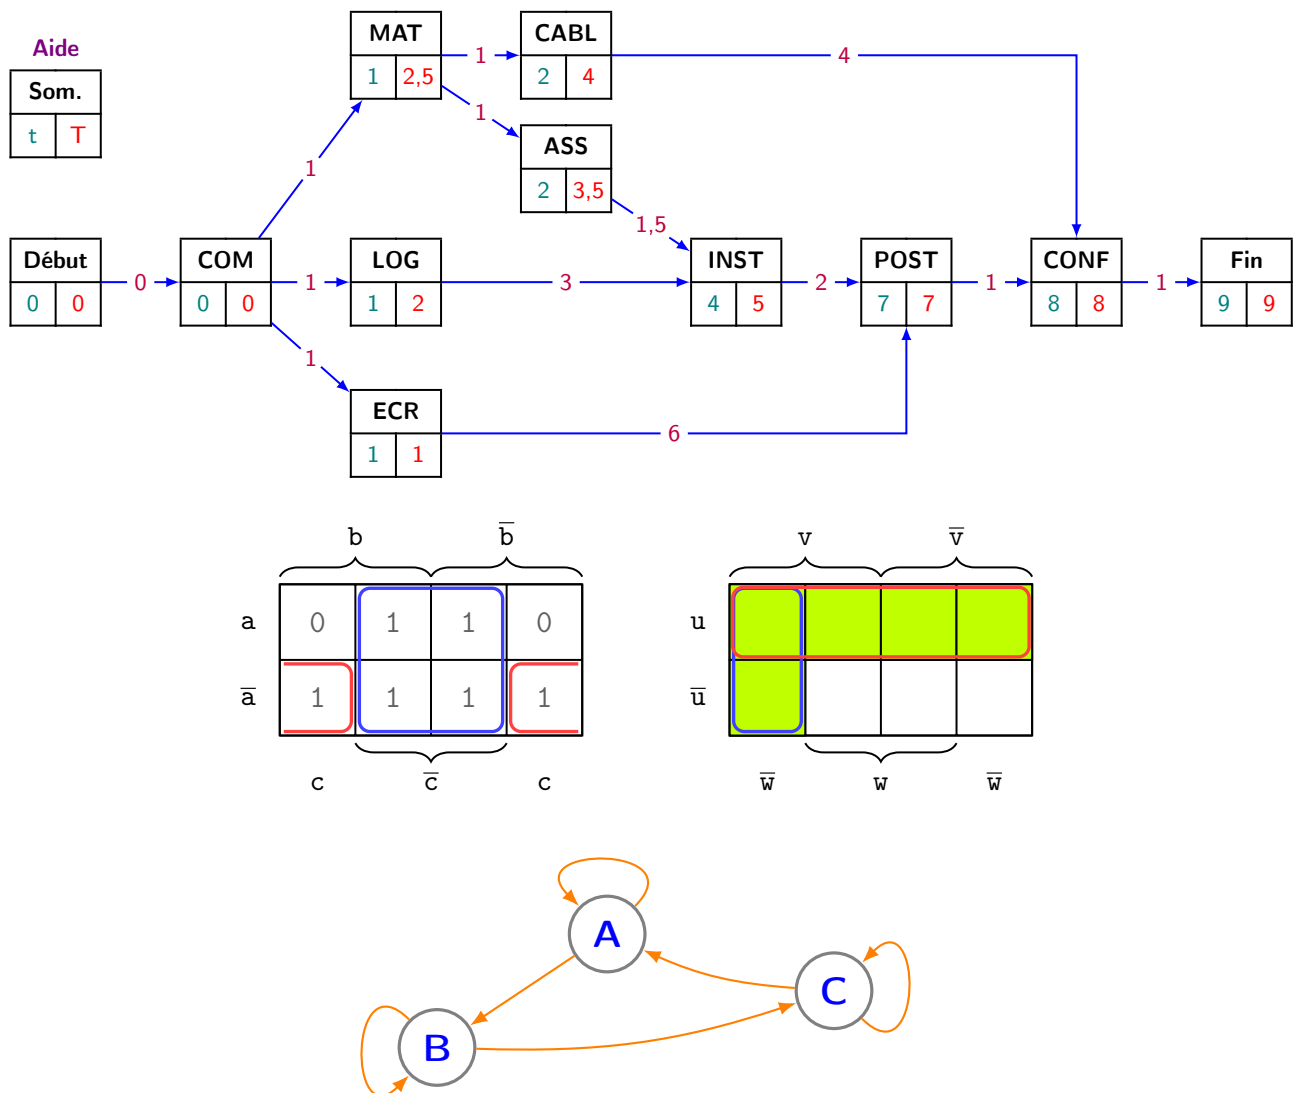 MAT CABL
1 2,5 1 2 4 4
Aide
Som.
t T
1
ASS
2 3,5
1
1,5
Début COM LOG INST POST CONF Fin
0 0 0 0 0 1 1 2 3 4 5 2 7 7 1 8 8 1 9 9
1
ECR
1 1 6
b b̅ v v̅
a 0 1 1 0 u
a̅ 1 1 1 1 u̅
c c̅ c w̅ w w̅
A
C
B